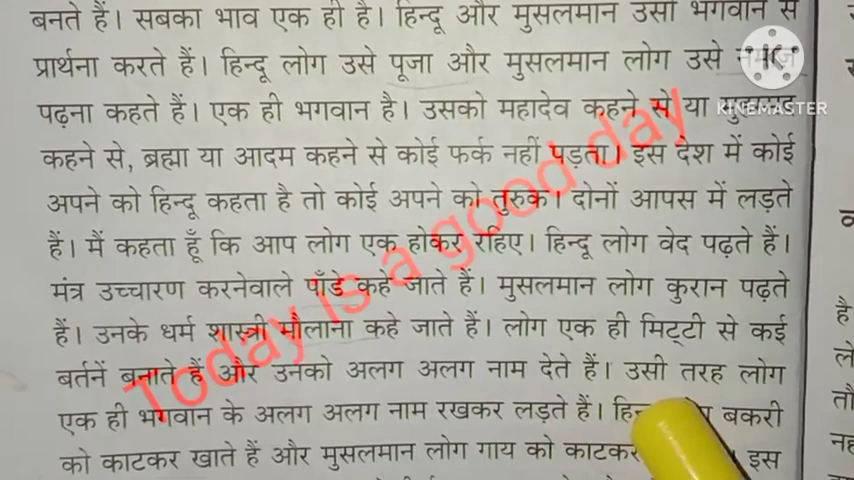 बनते हैं। सबका भाव एक ही है। हिन्दू और मुसलमान उसी भगवान से
प्रार्थना करते हैं। हिन्दू लोग उसे पूजा और मुसलमान लोग उसे
पढ़ना कहते हैं। एक ही भगवान है। उसको महादेव कहने से या
कहने से, ब्रह्मा या आदम कहने से कोई फर्क नहीं पड़ता। इस देश में कोई
अपने को हिन्दू कहता है तो कोई अपने को तुरुक। दोनों आपस में लड़ते
हैं। मैं कहता हूँ कि आप लोग एक होकर रहिए। हिन्दू लोग वेद पढ़ते हैं।
मंत्र उच्चारण करनेवाले पाँडे कहे जाते हैं। मुसलमान लोग कुरान पढ़ते
हैं। उनके धर्म शास्त्री मौलाना कहे जाते हैं। लोग एक ही मिट्टी से कई
बर्तनें बनाते हैं और उनको अलग अलग नाम देते हैं। उसी तरह लोग
एक ही भगवान के अलग अलग नाम रखकर लड़ते हैं। बकरी
को काटकर खाते हैं और मुसलमान लोग गाय को काटकर इस
Today is a good day
KINEMASTER